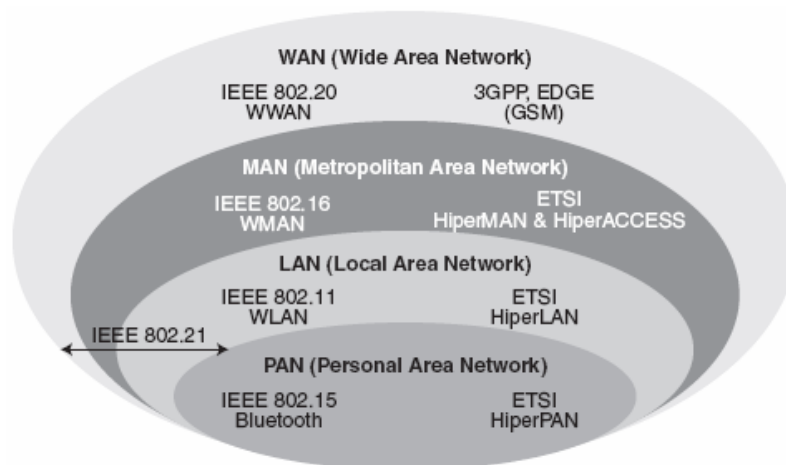 WAN (Wide Area Network)
IEEE 802.20
WWAN
3GPP, EDGE
(GSM)
MAN (Metropolitan Area Network)
IEEE 802.16
WMAN
ETSI
HiperMAN & HiperACCESS
LAN (Local Area Network)
IEEE 802.11
WLAN
ETSI
HiperLAN
IEEE 802.21
PAN (Personal Area Network)
IEEE 802.15
Bluetooth
ETSI
HiperPAN